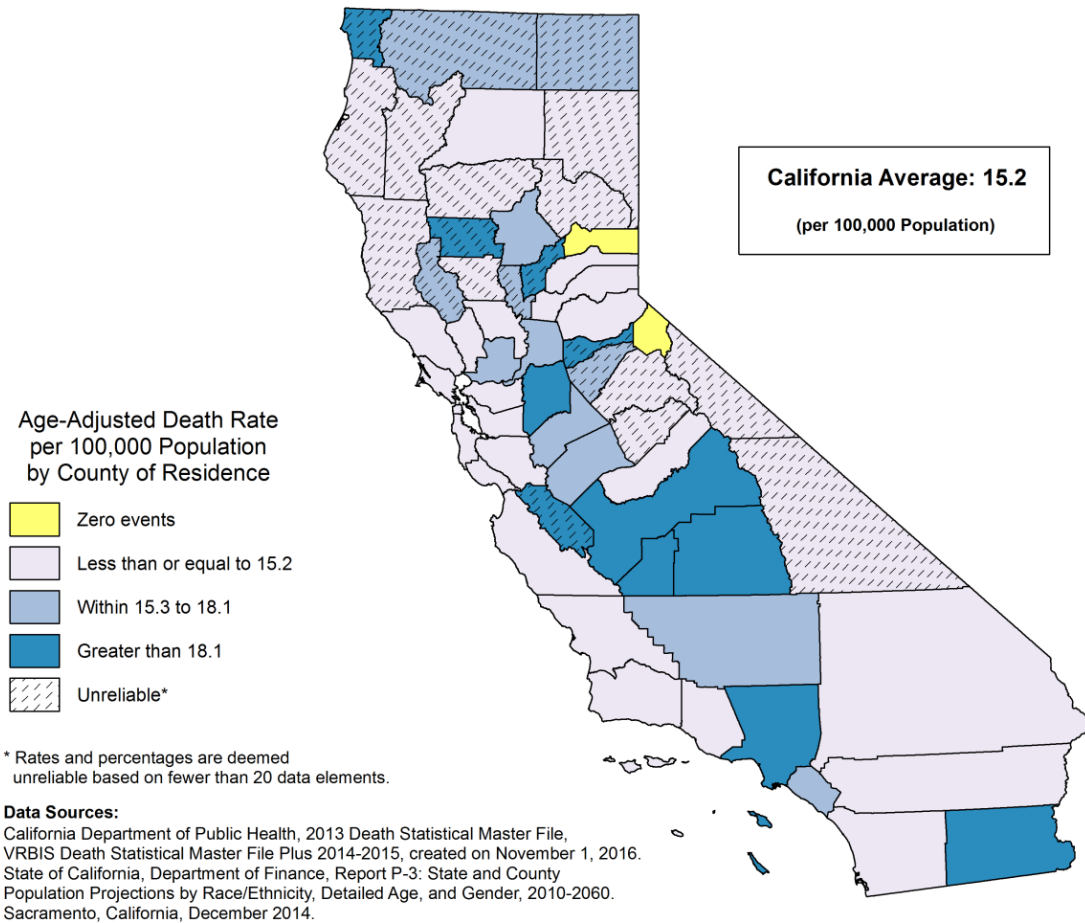 California Average: 15.2
(per 100,000 Population)
Age-Adjusted Death Rate
per 100,000 Population
by County of Residence
Zero events
Less than or equal to 15.2
Within 15.3 to 18.1
Greater than 18.1
Unreliable*
* Rates and percentages are deemed
unreliable based on fewer than 20 data elements.
Data Sources:
California Department of Public Health, 2013 Death Statistical Master File,
VRBIS Death Statistical Master File Plus 2014-2015, created on November 1, 2016.
State of California, Department of Finance, Report P-3: State and County
Population Projections by Race/Ethnicity, Detailed Age, and Gender, 2010-2060.
Sacramento, California, December 2014.